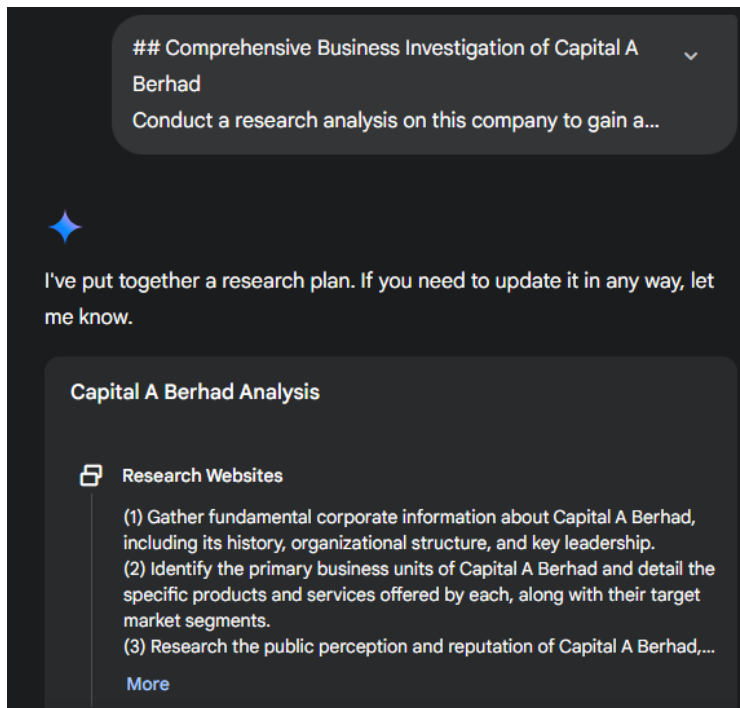 ## Comprehensive Business Investigation of Capital A
Berhad
Conduct a research analysis on this company to gain a...
I've put together a research plan. If you need to update it in any way, let
me know.
Capital A Berhad Analysis
Research Websites
(1) Gather fundamental corporate information about Capital A Berhad,
including its history, organizational structure, and key leadership.
(2) Identify the primary business units of Capital A Berhad and detail the
specific products and services offered by each, along with their target
market segments.
(3) Research the public perception and reputation of Capital A Berhad,...
More